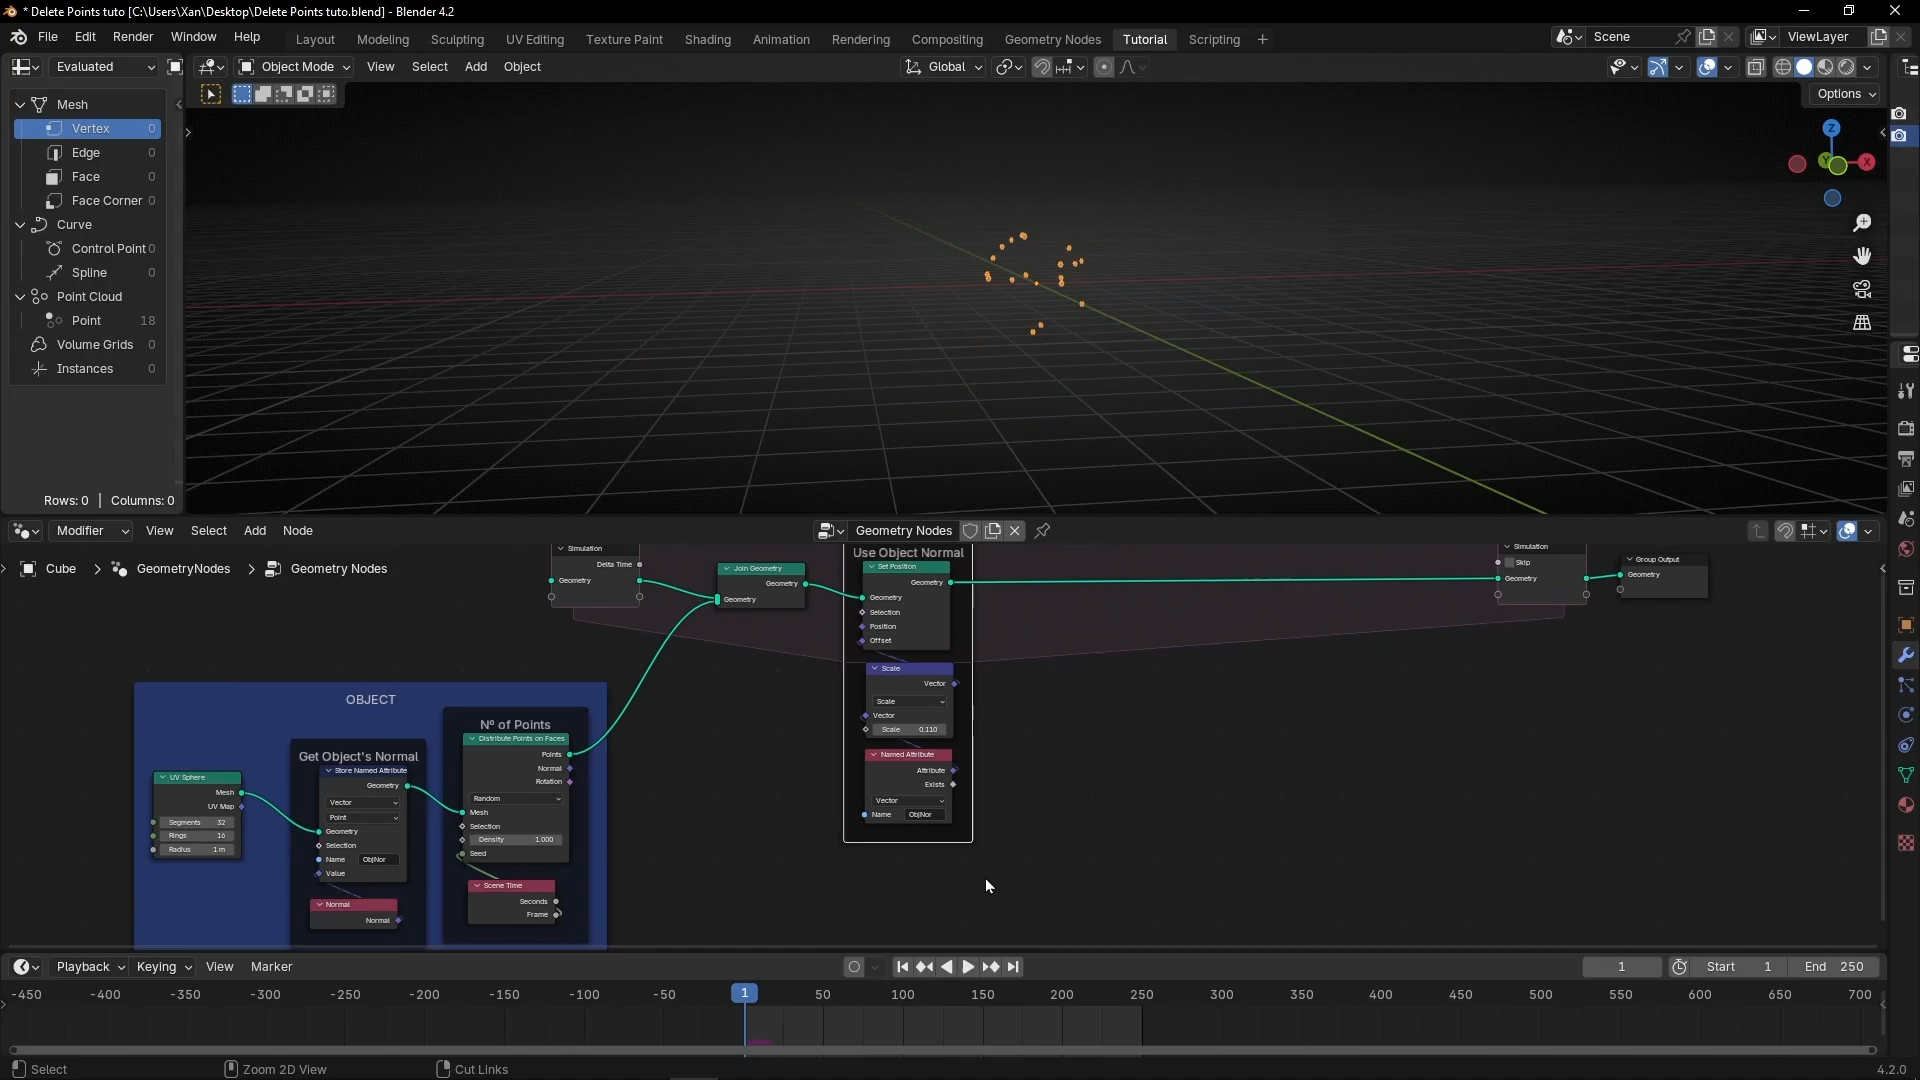 * Delete Points tuto [C:\Users\Xan\Desktop\Delete Points tuto.blend] - Blender 4.2
File Edit Render Window Help Layout Modeling Sculpting UV Editing Texture Paint Shading Animation Rendering Compositing Geometry Nodes Tutorial Scripting + Scene ViewLayer
Evaluated Object Mode View Select Add Object Global
Options
Mesh
Vertex 0
Edge 0
Face 0
Face Corner 0
Curve
Control Point 0
Spline 0
Point Cloud
Point 18
Volume Grids 0
Instances 0
Z
Y
X
Rows: 0 | Columns: 0
Modifier View Select Add Node Geometry Nodes
Cube > GeometryNodes > Geometry Nodes
Simulation
Delta Time
Geometry
Join Geometry
Geometry
Geometry
Use Object Normal
Set Position
Geometry
Geometry
Selection
Position
Offset
Scale
Vector
Scale
Vector
Scale 0.110
Named Attribute
Attribute
Exists
Vector
Name ObjNor
Simulation
Skip
Geometry
Group Output
Geometry
OBJECT
UV Sphere
Mesh
UV Map
Segments 32
Rings 16
Radius 1 m
Get Object's Normal
Store Named Attribute
Geometry
Vector
Point
Geometry
Selection
Name ObjNor
Value
Normal
Normal
Nº of Points
Distribute Points on Faces
Points
Normal
Rotation
Random
Mesh
Selection
Density 1.000
Seed
Scene Time
Seconds
Frame
Playback Keying View Marker 1 Start 1 End 250
-450 -400 -350 -300 -250 -200 -150 -100 -50 1 50 100 150 200 250 300 350 400 450 500 550 600 650 700
Select Zoom 2D View Cut Links 4.2.0